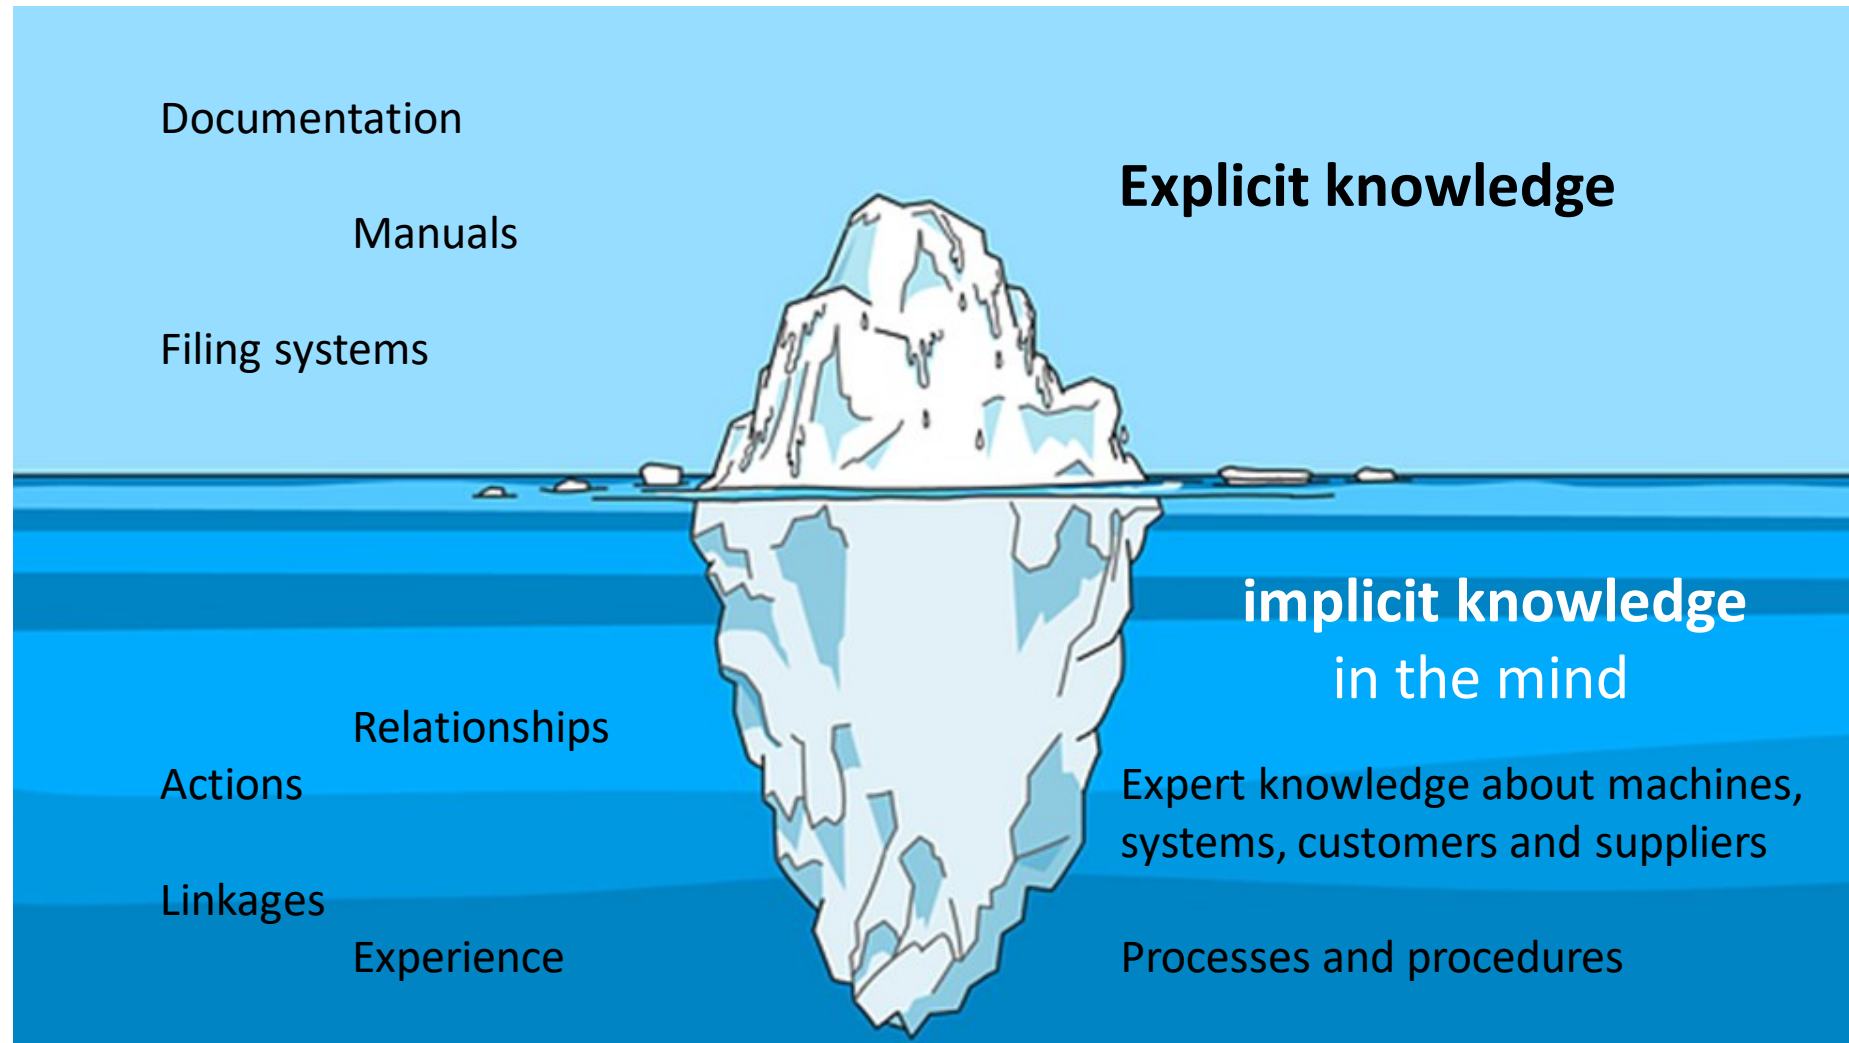 Documentation
Explicit knowledge
Manuals
Filing systems
implicit knowledge
in the mind
Relationships
Actions
Expert knowledge about machines,
systems, customers and suppliers
Linkages
Experience
Processes and procedures